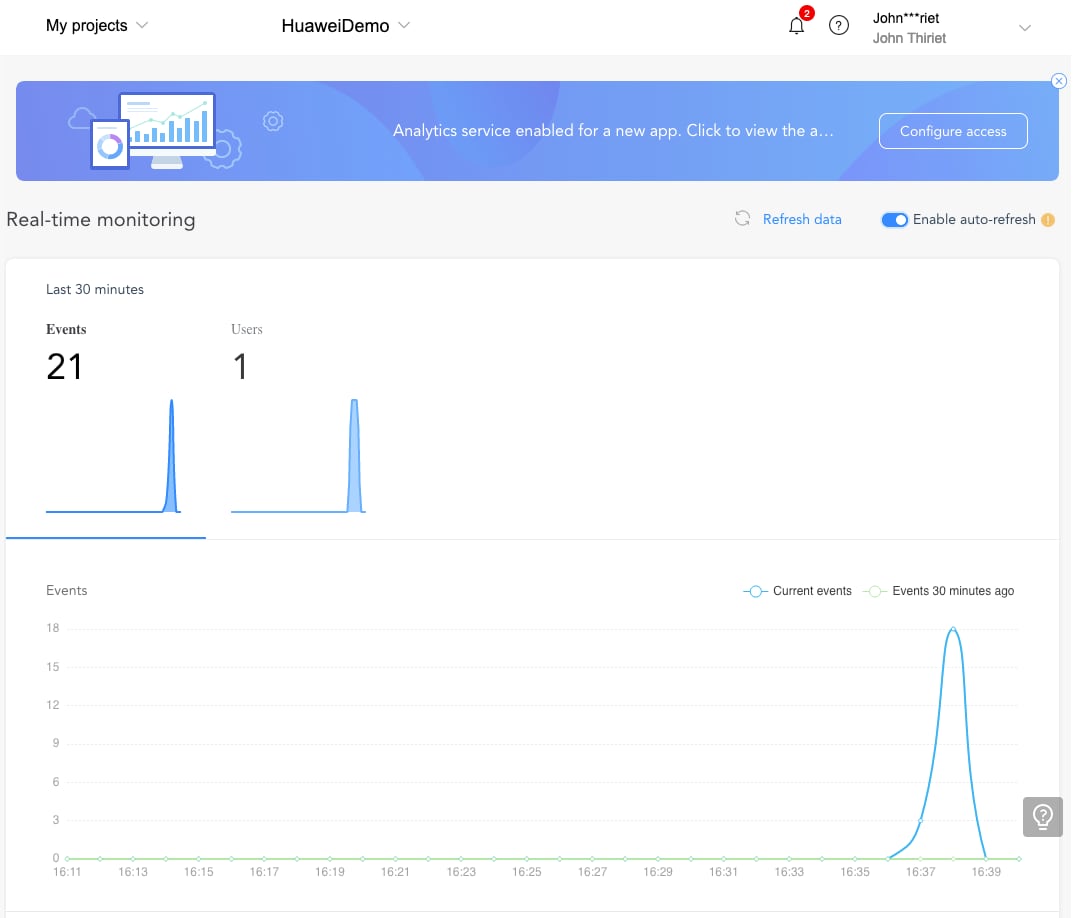 My projects
HuaweiDemo
2
?
John***riet
John Thiriet
Analytics service enabled for a new app. Click to view the a...
Configure access
Real-time monitoring
Refresh data
Enable auto-refresh
!
Last 30 minutes
Events
Users
21
1
Events
Current events
Events 30 minutes ago
18
15
12
9
6
3
0
16:11 16:13 16:15 16:17 16:19 16:21 16:23 16:25 16:27 16:29 16:31 16:33 16:35 16:37 16:39
?